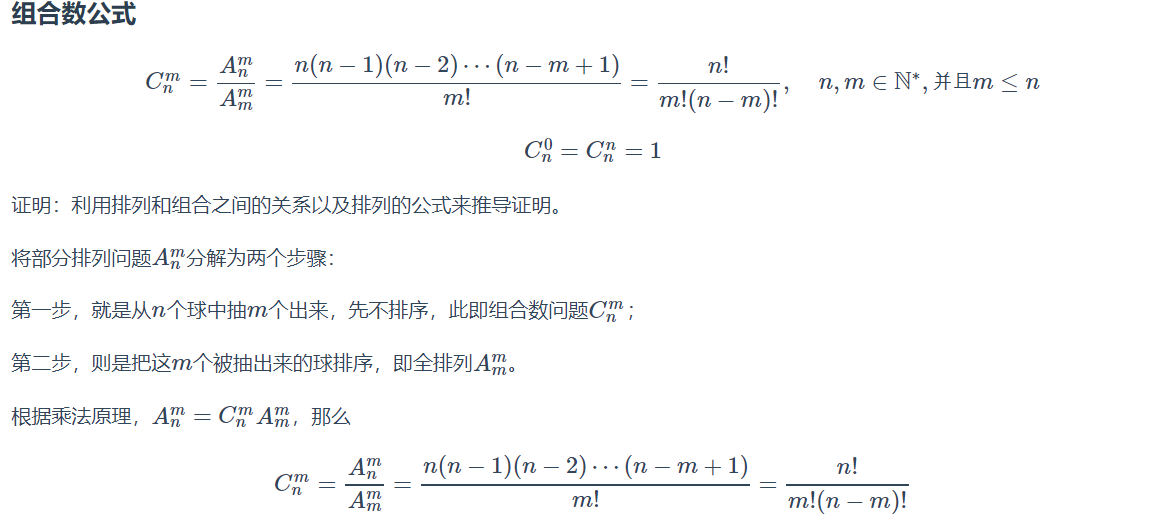 组合数公式
$C_n^m = \frac{A_n^m}{A_m^m} = \frac{n(n-1)(n-2)\cdots(n-m+1)}{m!} = \frac{n!}{m!(n-m)!}, \quad n, m \in \mathbb{N}^*, 并且m \leq n$
$C_n^0 = C_n^n = 1$
证明：利用排列和组合之间的关系以及排列的公式来推导证明。
将部分排列问题$A_n^m$分解为两个步骤：
第一步，就是从$n$个球中抽$m$个出来，先不排序，此即组合数问题$C_n^m$；
第二步，则是把这$m$个被抽出来的球排序，即全排列$A_m^m$。
根据乘法原理，$A_n^m = C_n^m A_m^m$，那么
$C_n^m = \frac{A_n^m}{A_m^m} = \frac{n(n-1)(n-2)\cdots(n-m+1)}{m!} = \frac{n!}{m!(n-m)!}$